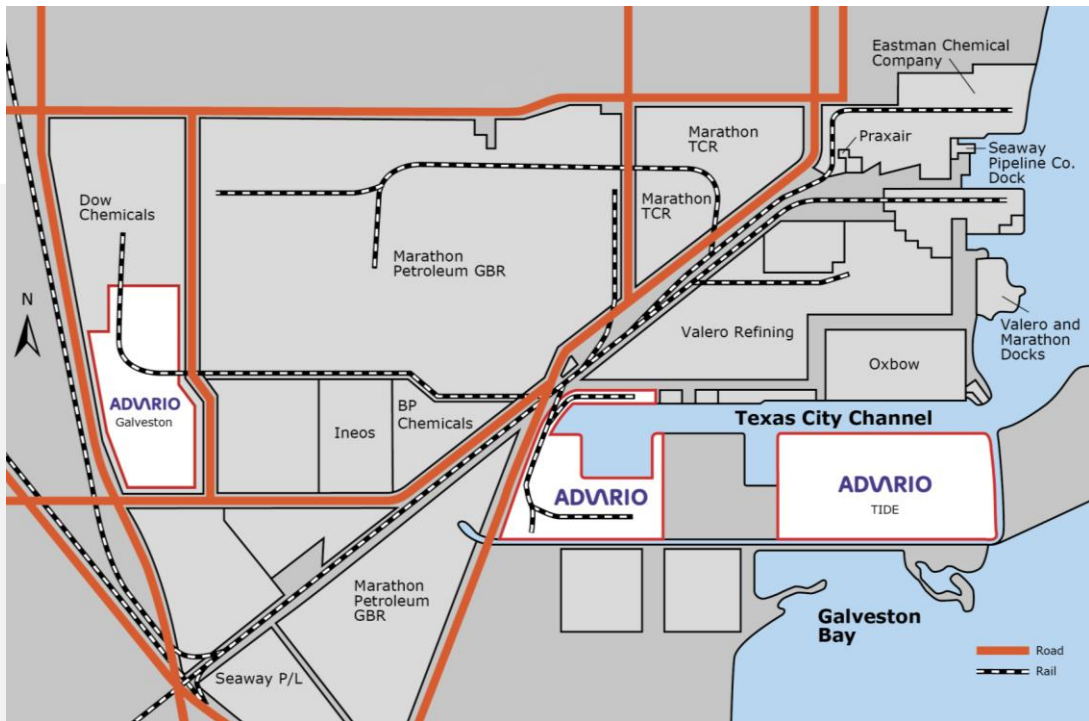 Eastman Chemical
Company
Marathon
TCR
Praxair
Seaway
Pipeline Co.
Dock
Dow
Chemicals
Marathon
TCR
Marathon
Petroleum GBR
N
Valero Refining
Valero and
Marathon
Docks
Oxbow
ADVARIO
Galveston
Ineos
BP
Chemicals
Texas City Channel
ADVARIO
ADVARIO
TIDE
Marathon
Petroleum
GBR
Galveston
Bay
Seaway P/L
Road
Rail